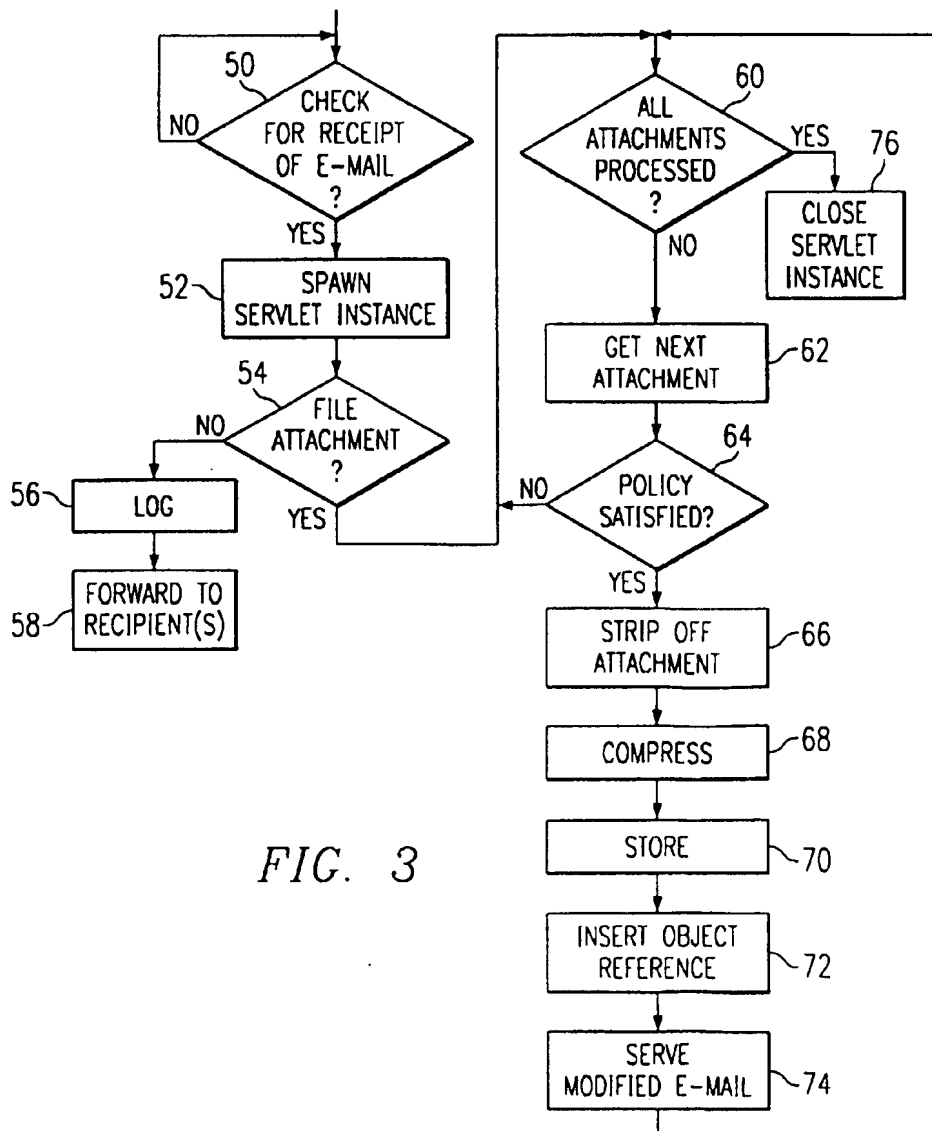 50
CHECK
FOR RECEIPT
OF E-MAIL
?
NO
YES
52
SPAWN
SERVLET INSTANCE
54
FILE
ATTACHMENT
?
NO
YES
56
LOG
58
FORWARD TO
RECIPIENT(S)
60
ALL
ATTACHMENTS
PROCESSED
?
YES
NO
76
CLOSE
SERVLET
INSTANCE
GET NEXT
ATTACHMENT
62
64
POLICY
SATISFIED?
NO
YES
STRIP OFF
ATTACHMENT
66
COMPRESS
68
STORE
70
INSERT OBJECT
REFERENCE
72
SERVE
MODIFIED E-MAIL
74
FIG. 3